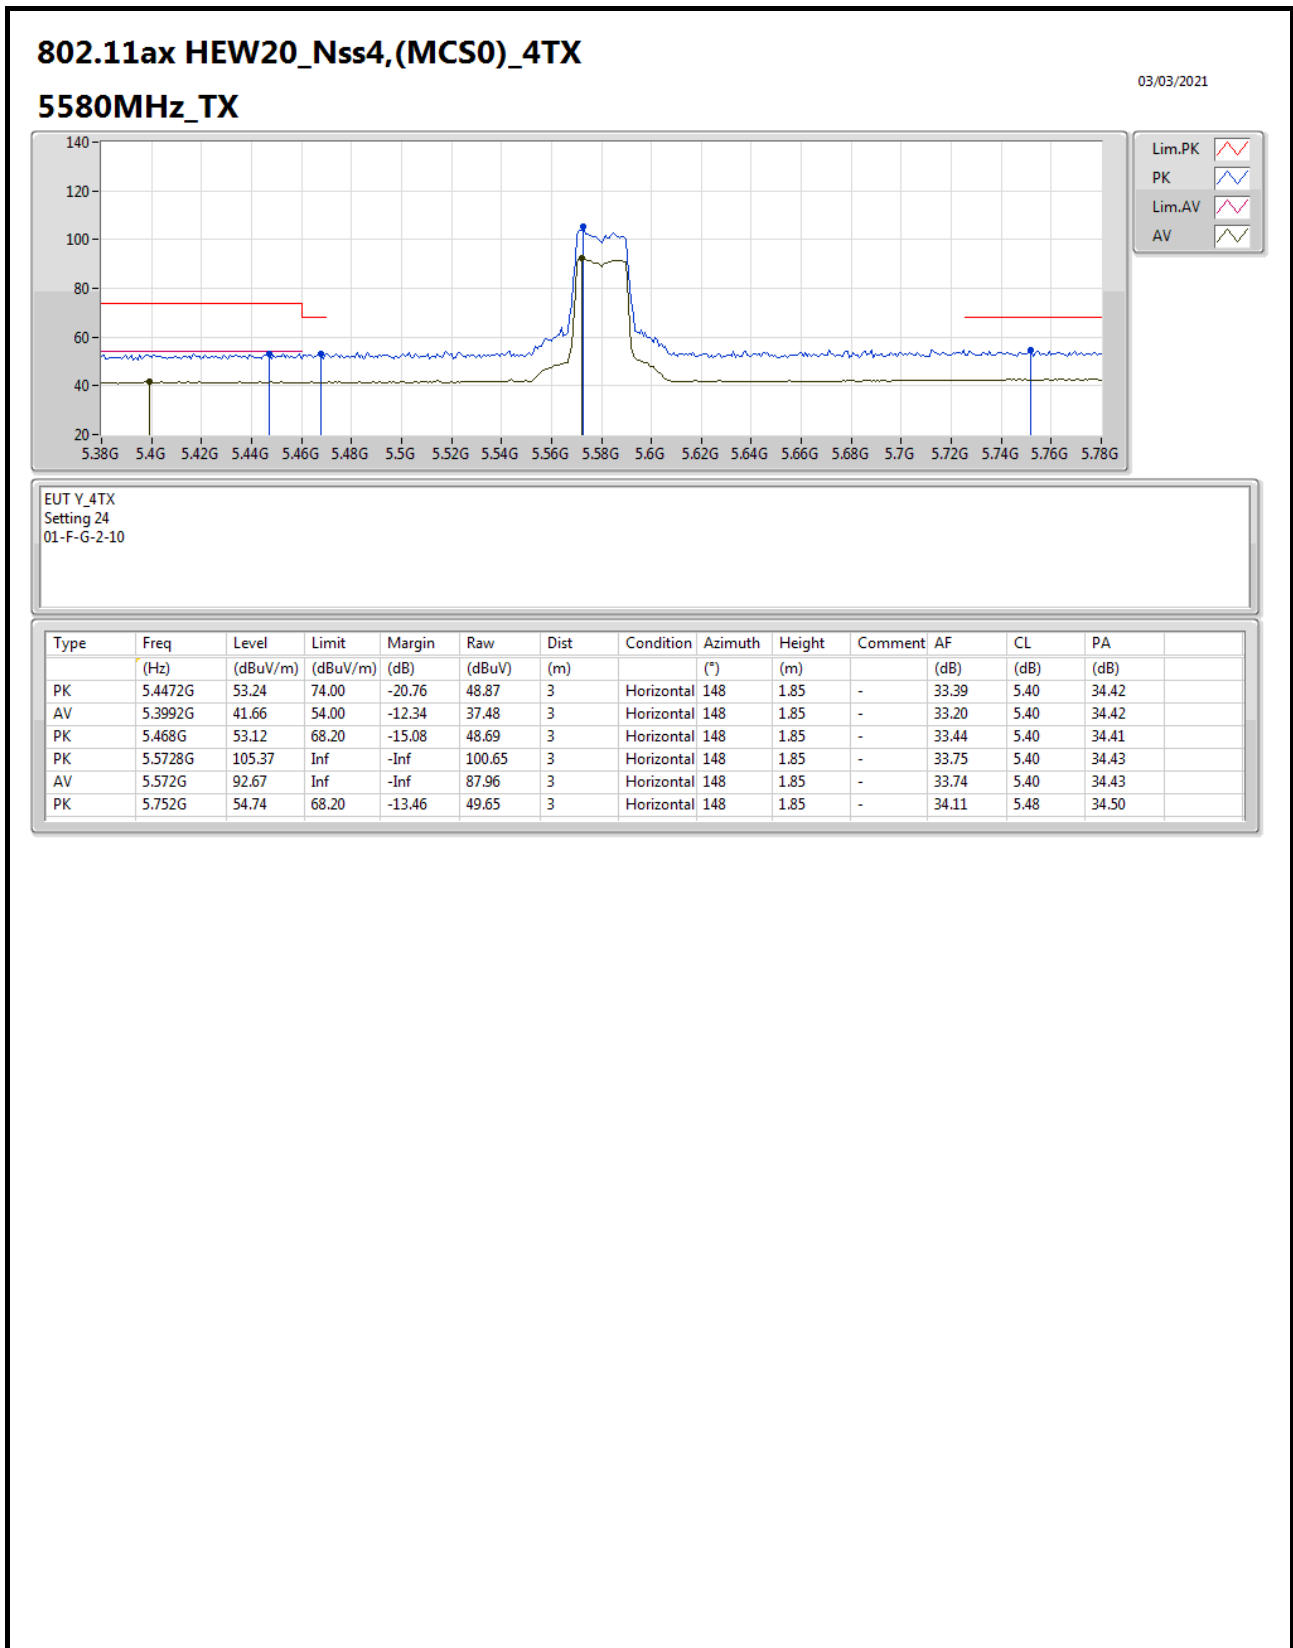 802.11ax HEW20_Nss4,(MCS0)_4TX
03/03/2021
5580MHz_TX
140
120
100
80
60
40
20
5.38G 5.4G 5.42G 5.44G 5.46G 5.48G 5.5G 5.52G 5.54G 5.56G 5.58G 5.6G 5.62G 5.64G 5.66G 5.68G 5.7G 5.72G 5.74G 5.76G 5.78G
Lim.PK
PK
Lim.AV
AV
EUT Y_4TX
Setting 24
01-F-G-2-10
Type Freq Level Limit Margin Raw Dist Condition Azimuth Height Comment AF CL PA
(Hz) (dBuV/m) (dBuV/m) (dB) (dBuV) (m) (°) (m) (dB) (dB) (dB)
PK 5.4472G 53.24 74.00 -20.76 48.87 3 Horizontal 148 1.85 - 33.39 5.40 34.42
AV 5.3992G 41.66 54.00 -12.34 37.48 3 Horizontal 148 1.85 - 33.20 5.40 34.42
PK 5.468G 53.12 68.20 -15.08 48.69 3 Horizontal 148 1.85 - 33.44 5.40 34.41
PK 5.5728G 105.37 Inf -Inf 100.65 3 Horizontal 148 1.85 - 33.75 5.40 34.43
AV 5.572G 92.67 Inf -Inf 87.96 3 Horizontal 148 1.85 - 33.74 5.40 34.43
PK 5.752G 54.74 68.20 -13.46 49.65 3 Horizontal 148 1.85 - 34.11 5.48 34.50